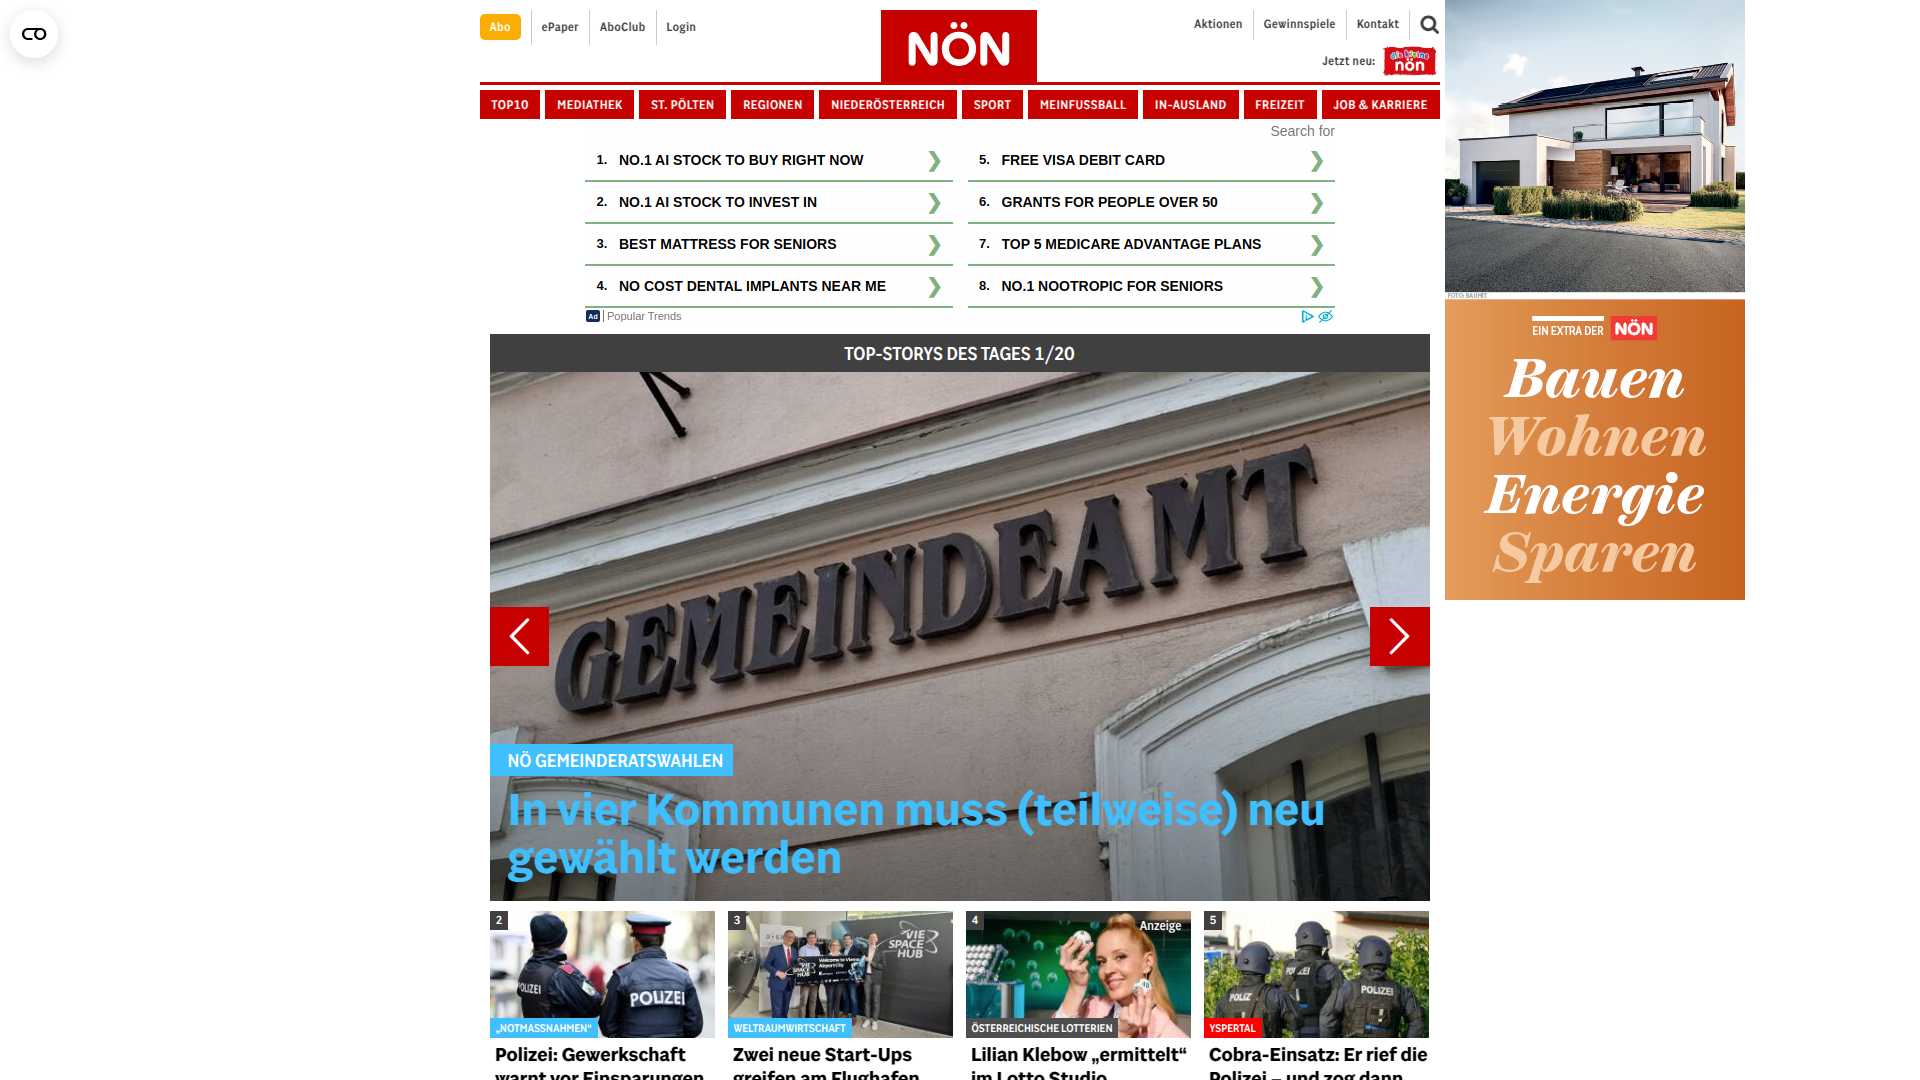 Abo
ePaper
AboClub
Login
NÖN
Aktionen
Gewinnspiele
Kontakt
Jetzt neu:
die kleine
nön
TOP10
MEDIATHEK
ST. PÖLTEN
REGIONEN
NIEDERÖSTERREICH
SPORT
MEINFUSSBALL
IN-AUSLAND
FREIZEIT
JOB & KARRIERE
Search for
1. NO.1 AI STOCK TO BUY RIGHT NOW
2. NO.1 AI STOCK TO INVEST IN
3. BEST MATTRESS FOR SENIORS
4. NO COST DENTAL IMPLANTS NEAR ME
5. FREE VISA DEBIT CARD
6. GRANTS FOR PEOPLE OVER 50
7. TOP 5 MEDICARE ADVANTAGE PLANS
8. NO.1 NOOTROPIC FOR SENIORS
Ad
Popular Trends
FOTO: BAUMIT
EIN EXTRA DER NÖN
Bauen
Wohnen
Energie
Sparen
TOP-STORYS DES TAGES 1/20
GEMEINDEAMT
NÖ GEMEINDERATSWAHLEN
In vier Kommunen muss (teilweise) neu
gewählt werden
2
POLIZEI
POLIZEI
„NOTMASSNAHMEN“
Polizei: Gewerkschaft
warnt vor Einsparungen
3
VIE
SPACE
HUB
Welcome to Vienna
AirportCity
VIE
SPACE
HUB
WELTRAUMWIRTSCHAFT
Zwei neue Start-Ups
greifen am Flughafen
4
Anzeige
ÖSTERREICHISCHE LOTTERIEN
Lilian Klebow „ermittelt“
im Lotto Studio
5
POLIZEI
POLIZEI
POLIZEI
YSPERTAL
Cobra-Einsatz: Er rief die
Polizei – und zog dann